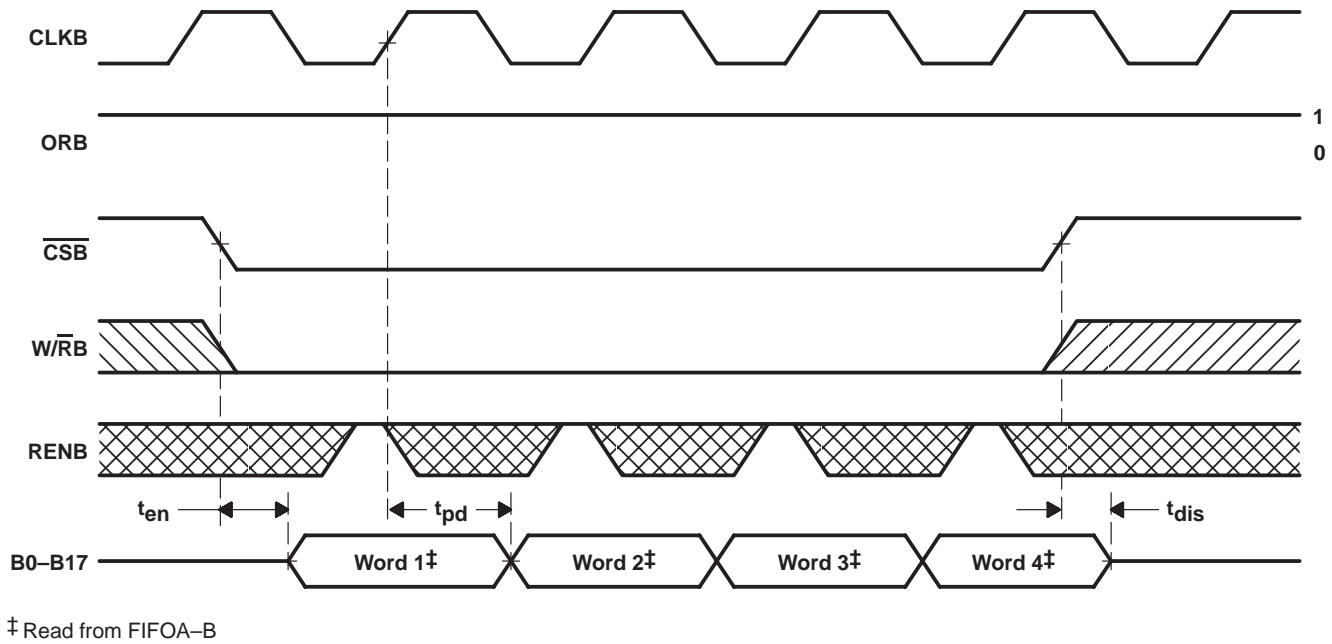 CLKB
ORB
1
0
CSB
W/RB
RENB
ten
tpd
tdis
B0–B17
Word 1‡
Word 2‡
Word 3‡
Word 4‡
‡ Read from FIFOA–B